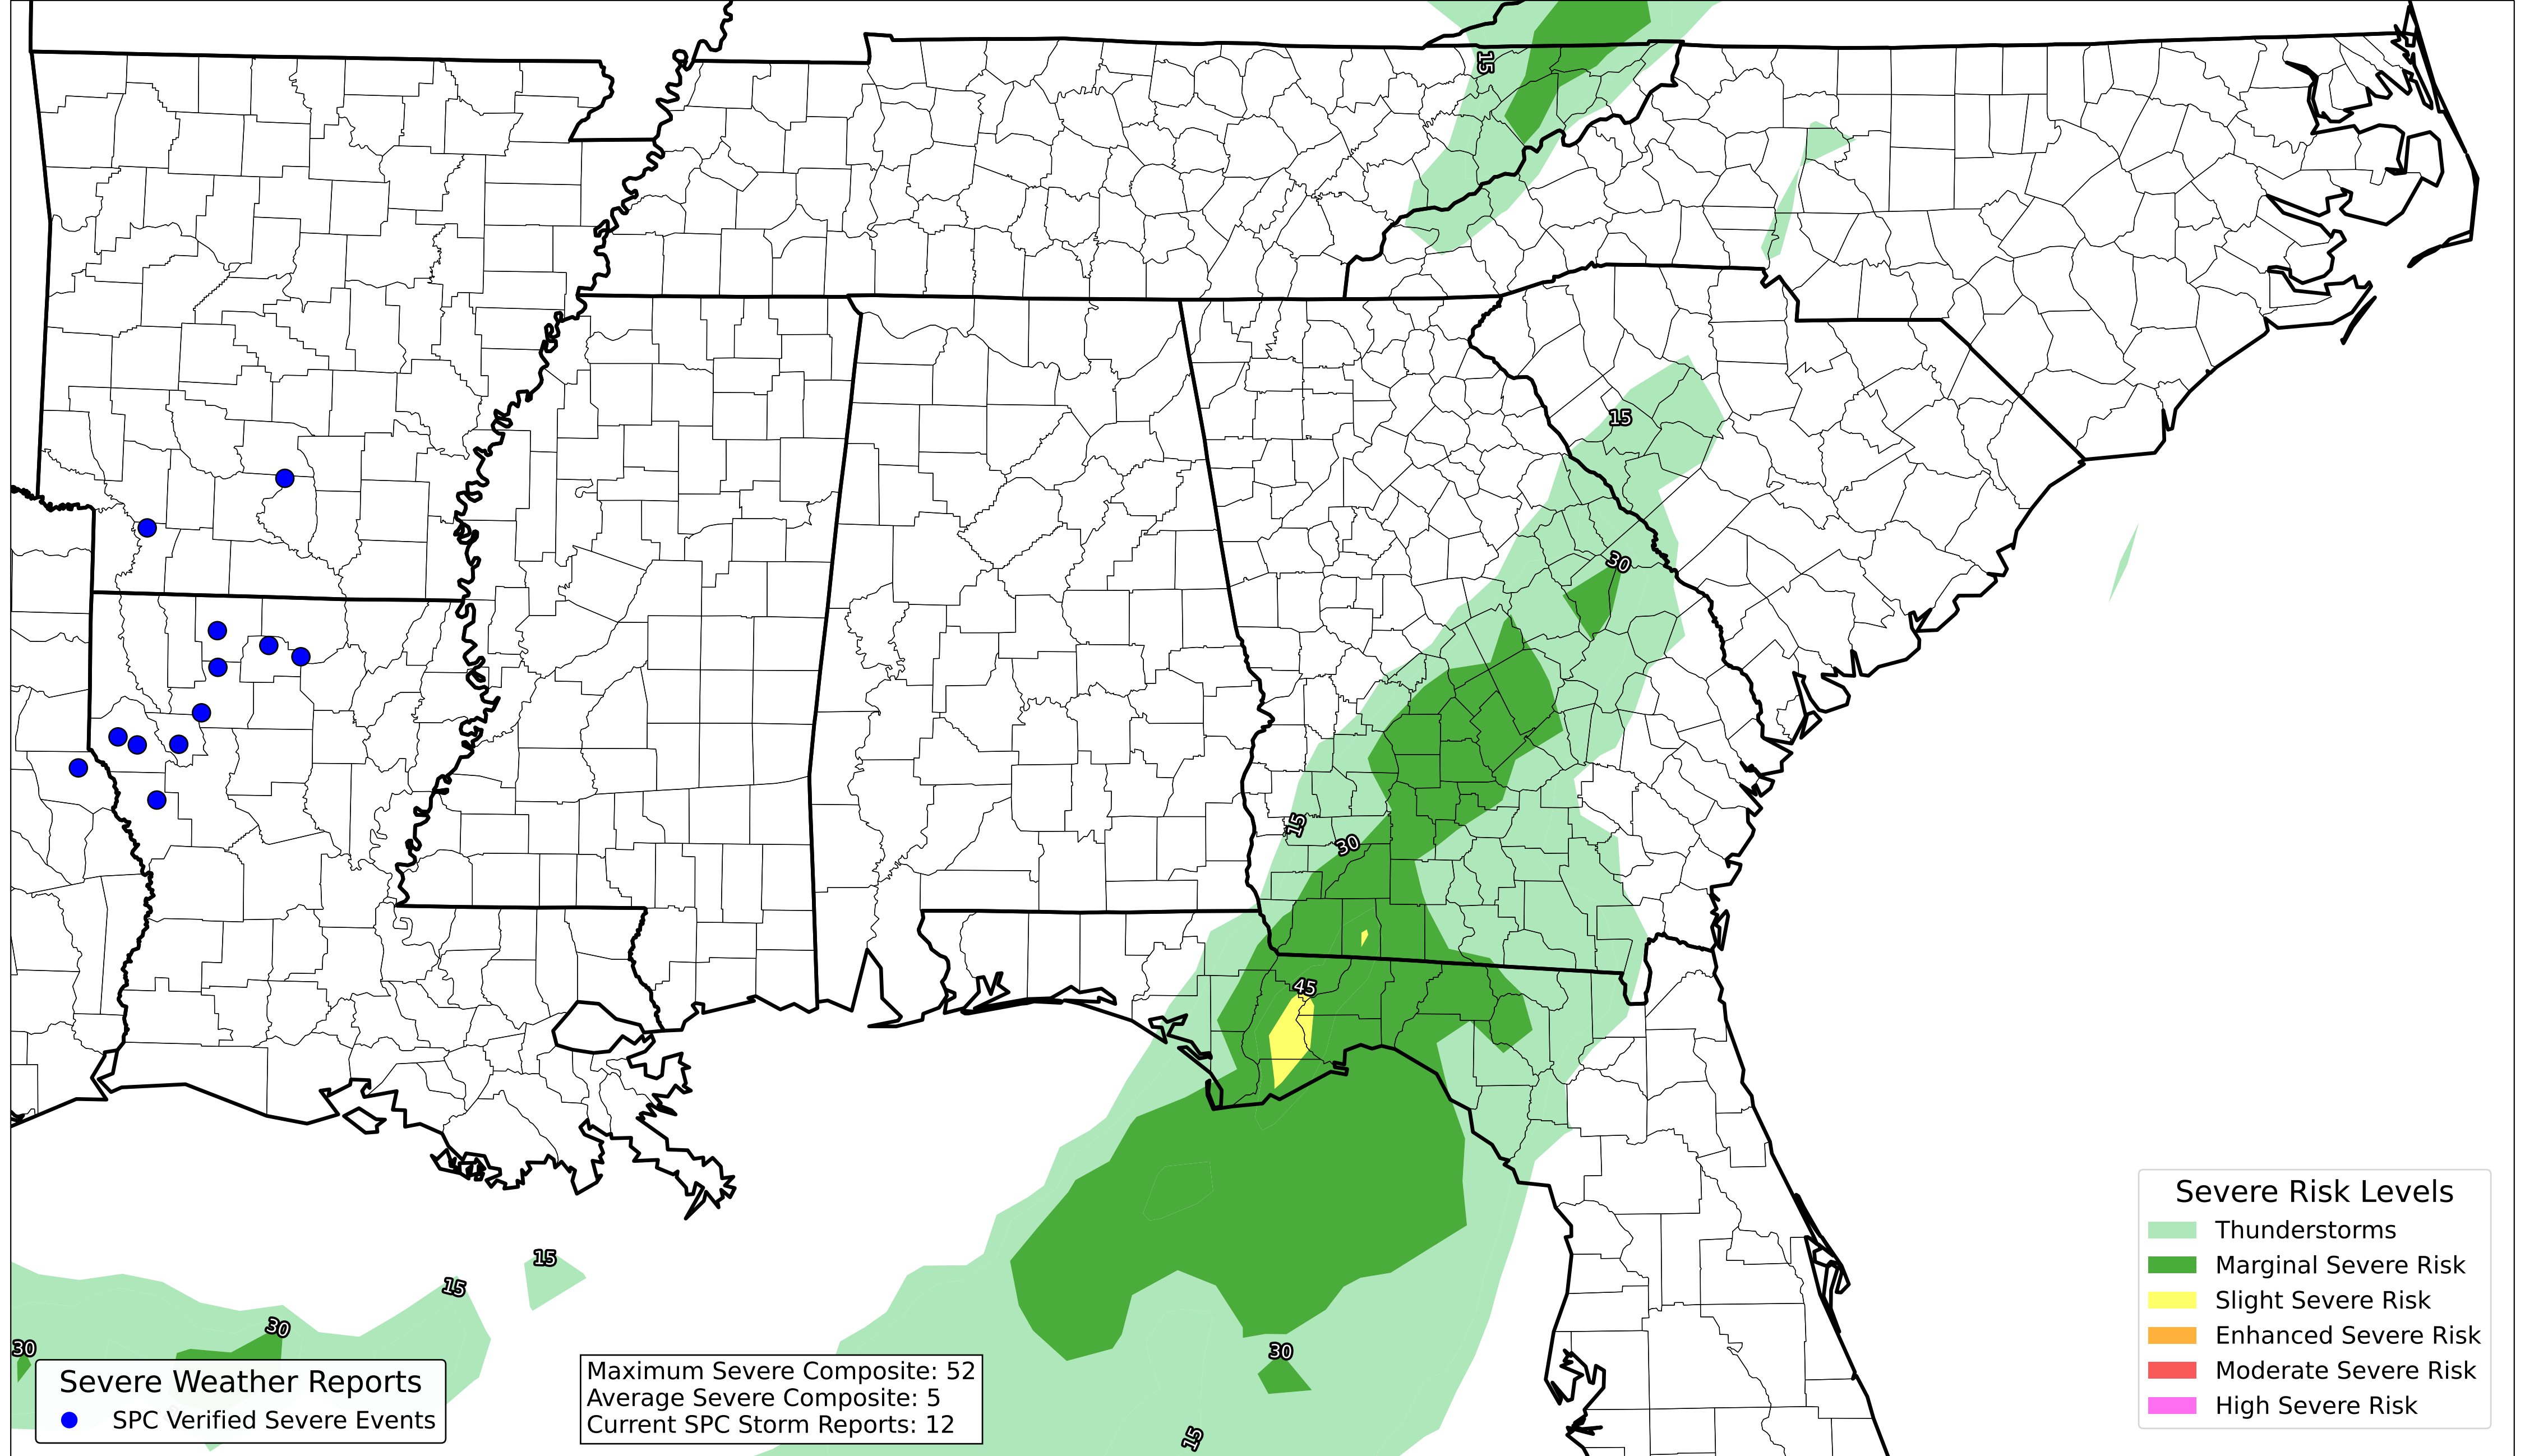 15
15
30
15
30
45
15
15
30
30
30
15
Severe Weather Reports
SPC Verified Severe Events
Maximum Severe Composite: 52
Average Severe Composite: 5
Current SPC Storm Reports: 12
Severe Risk Levels
Thunderstorms
Marginal Severe Risk
Slight Severe Risk
Enhanced Severe Risk
Moderate Severe Risk
High Severe Risk